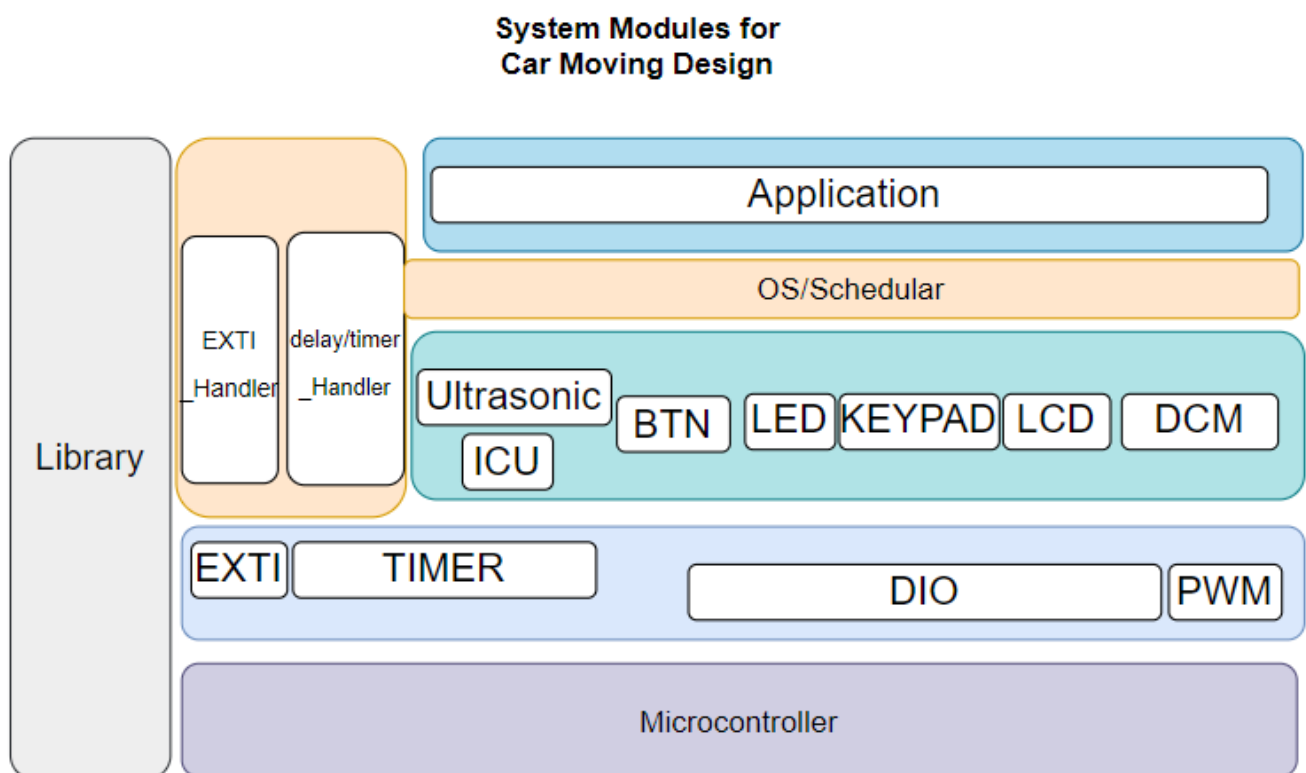 System Modules for
Car Moving Design
Application
OS/Schedular
EXTI
_Handler
delay/timer
_Handler
Library
Ultrasonic
ICU
BTN
LED
KEYPAD
LCD
DCM
EXTI
TIMER
DIO
PWM
Microcontroller